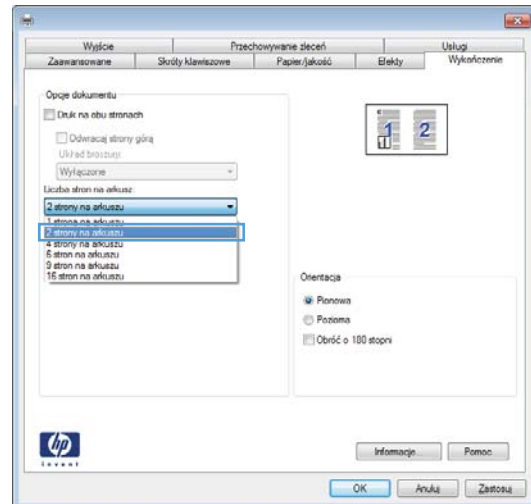 Wyjście Przechowywanie zleceń Usługi
Zaawansowane Skróty klawiszowe Papier/jakość Efekty Wykończenie
Opcje dokumentu
Druk na obu stronach
Odwracaj strony górą
Układ broszury:
Wyłączone
Liczba stron na arkusz:
2 strony na arkuszu
1 strona na arkuszu
2 strony na arkuszu
4 strony na arkuszu
6 stron na arkuszu
9 stron na arkuszu
16 stron na arkuszu
1 2
Orientacja
Pionowa
Pozioma
Obróć o 180 stopni
hp
invent
Informacje... Pomoc
OK Anuluj Zastosuj